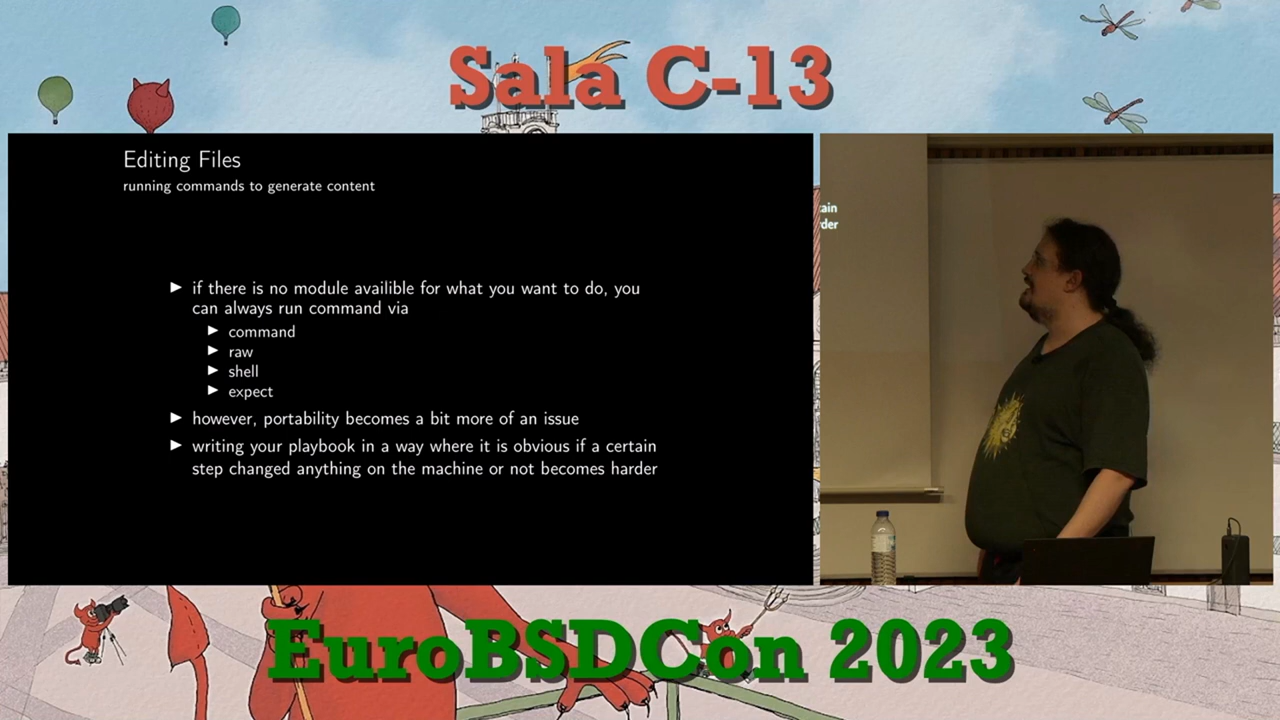 Sala C-13
Editing Files
running commands to generate content
if there is no module availible for what you want to do, you
can always run command via
command
raw
shell
expect
however, portability becomes a bit more of an issue
writing your playbook in a way where it is obvious if a certain
step changed anything on the machine or not becomes harder
tain
rder
EuroBSDCon 2023